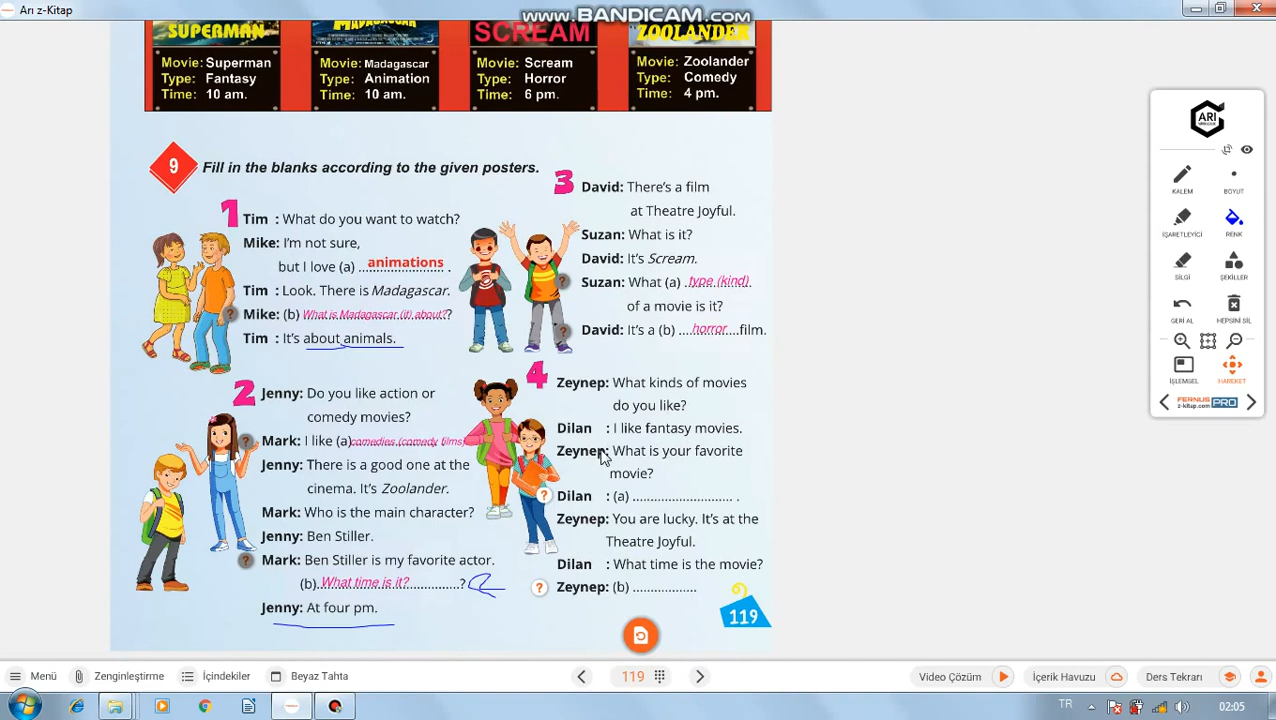 Arı z-Kitap
www.BANDICAM.com
SUPERMAN
MADAGASCAR
SCREAM
ZOOLANDER
Movie: Superman
Type: Fantasy
Time: 10 am.
Movie: Madagascar
Type: Animation
Time: 10 am.
Movie: Scream
Type: Horror
Time: 6 pm.
Movie: Zoolander
Type: Comedy
Time: 4 pm.
9 Fill in the blanks according to the given posters.
1
Tim : What do you want to watch?
Mike: I'm not sure,
but I love (a) animations .
Tim : Look. There is Madagascar.
Mike: (b) What is Madagascar (it) about? ?
Tim : It's about animals.
2
Jenny: Do you like action or
comedy movies?
Mark: I like (a) comedies (comedy films)
Jenny: There is a good one at the
cinema. It's Zoolander.
Mark: Who is the main character?
Jenny: Ben Stiller.
Mark: Ben Stiller is my favorite actor.
(b) What time is it? ?
Jenny: At four pm.
3
David: There's a film
at Theatre Joyful.
Suzan: What is it?
David: It's Scream.
Suzan: What (a) type (kind)
of a movie is it?
David: It's a (b) horror film.
4
Zeynep: What kinds of movies
do you like?
Dilan : I like fantasy movies.
Zeynep: What is your favorite
movie?
Dilan : (a) ............................ .
Zeynep: You are lucky. It's at the
Theatre Joyful.
Dilan : What time is the movie?
Zeynep: (b) ..................
119
ARI
KALEM
BOYUT
İŞARETLEYİCİ
RENK
SİLGİ
ŞEKİLLER
GERİ AL
HEPSİNİ SİL
İŞLEMSEL
HAREKET
FERNUS
z-kitap.com PRO
Menü
Zenginleştirme
İçindekiler
Beyaz Tahta
119
Video Çözüm
İçerik Havuzu
Ders Tekrarı
TR
02:05